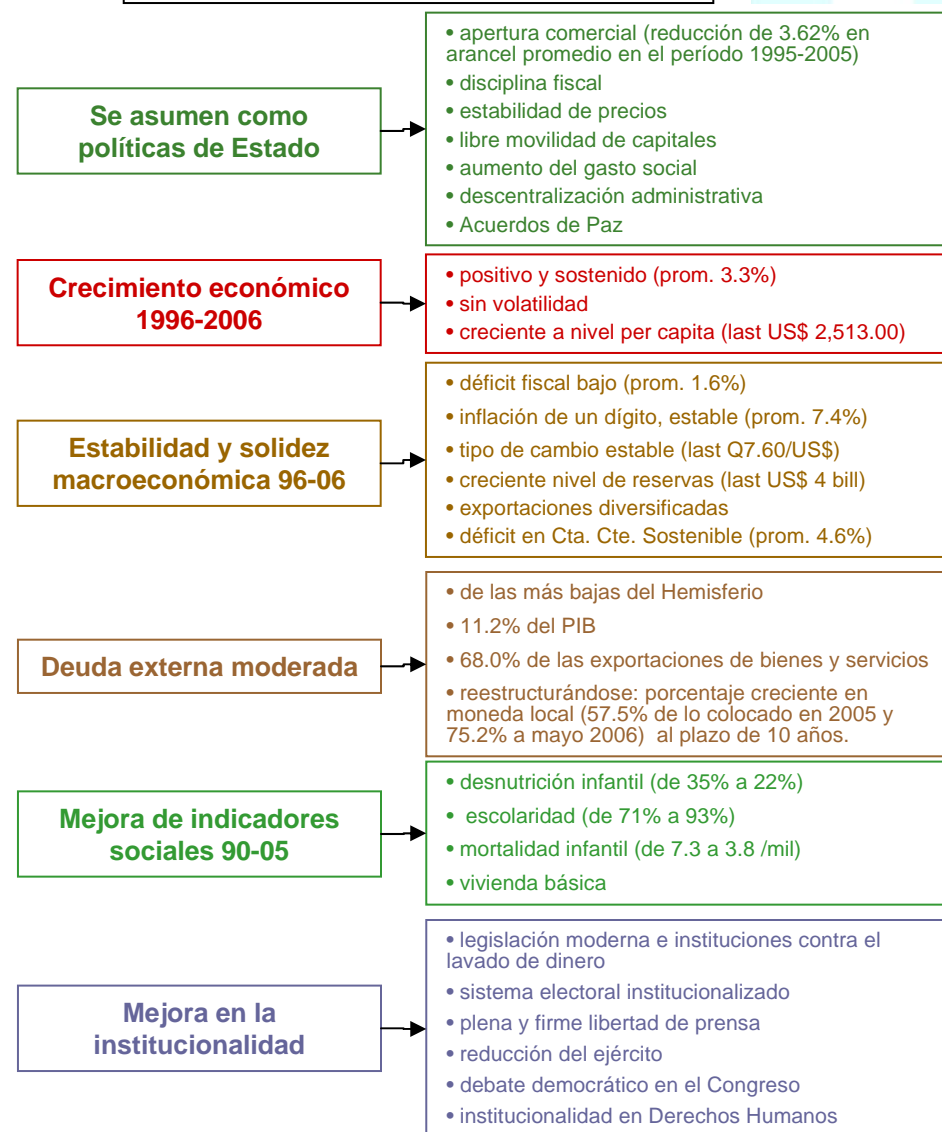 Se asumen como
políticas de Estado
• apertura comercial (reducción de 3.62% en
arancel promedio en el período 1995-2005)
• disciplina fiscal
• estabilidad de precios
• libre movilidad de capitales
• aumento del gasto social
• descentralización administrativa
• Acuerdos de Paz
Crecimiento económico
1996-2006
• positivo y sostenido (prom. 3.3%)
• sin volatilidad
• creciente a nivel per capita (last US$ 2,513.00)
Estabilidad y solidez
macroeconómica 96-06
• déficit fiscal bajo (prom. 1.6%)
• inflación de un dígito, estable (prom. 7.4%)
• tipo de cambio estable (last Q7.60/US$)
• creciente nivel de reservas (last US$ 4 bill)
• exportaciones diversificadas
• déficit en Cta. Cte. Sostenible (prom. 4.6%)
Deuda externa moderada
• de las más bajas del Hemisferio
• 11.2% del PIB
• 68.0% de las exportaciones de bienes y servicios
• reestructurándose: porcentaje creciente en
moneda local (57.5% de lo colocado en 2005 y
75.2% a mayo 2006)  al plazo de 10 años.
Mejora de indicadores
sociales 90-05
• desnutrición infantil (de 35% a 22%)
• escolaridad (de 71% a 93%)
• mortalidad infantil (de 7.3 a 3.8 /mil)
• vivienda básica
Mejora en la
institucionalidad
• legislación moderna e instituciones contra el
lavado de dinero
• sistema electoral institucionalizado
• plena y firme libertad de prensa
• reducción del ejército
• debate democrático en el Congreso
• institucionalidad en Derechos Humanos